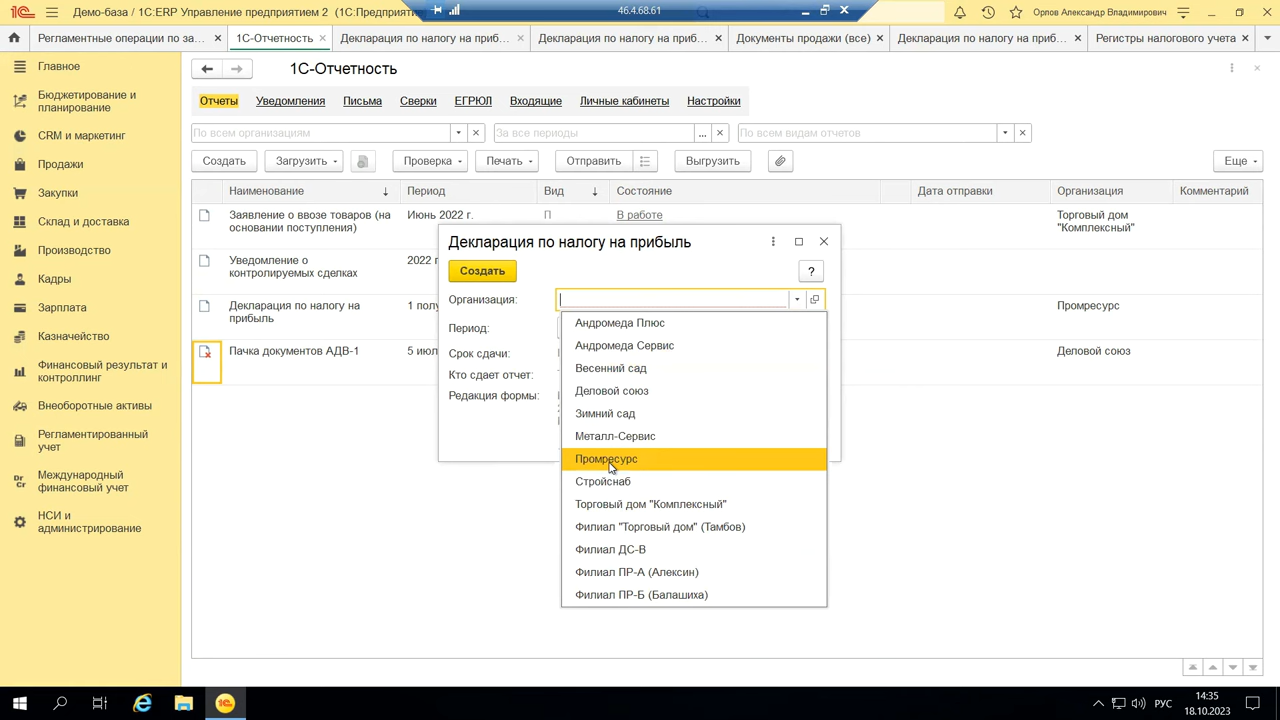 Демо-база / 1С:ERP Управление предприятием 2 (1С:Предприятие
46.4.68.61
Орлов Александр Владимирович
Регламентные операции по за...
1С-Отчетность
Декларация по налогу на приб...
Декларация по налогу на приб...
Документы продажи (все)
Декларация по налогу на приб...
Регистры налогового учета
Главное
Бюджетирование и
планирование
CRM и маркетинг
Продажи
Закупки
Склад и доставка
Производство
Кадры
Зарплата
Казначейство
Финансовый результат и
контроллинг
Внеоборотные активы
Регламентированный
учет
Dr
Cr
Международный
финансовый учет
НСИ и
администрирование
1С-Отчетность
Отчеты Уведомления Письма Сверки ЕГРЮЛ Входящие Личные кабинеты Настройки
По всем организациям
За все периоды
...
По всем видам отчетов
Создать Загрузить Проверка Печать Отправить Выгрузить Еще
Наименование Период Вид Состояние Дата отправки Организация Комментарий
Заявление о ввозе товаров (на
основании поступления)
Июнь 2022 г.
П
В работе
Торговый дом
"Комплексный"
Уведомление о
контролируемых сделках
2022 г
Декларация по налогу на
прибыль
1 полу
Промресурс
Пачка документов АДВ-1
5 июл
Деловой союз
Декларация по налогу на прибыль
Создать
?
Организация:
Период:
Срок сдачи:
Кто сдает отчет:
Редакция формы:
Андромеда Плюс
Андромеда Сервис
Весенний сад
Деловой союз
Зимний сад
Металл-Сервис
Промресурс
Стройснаб
Торговый дом "Комплексный"
Филиал "Торговый дом" (Тамбов)
Филиал ДС-В
Филиал ПР-А (Алексин)
Филиал ПР-Б (Балашиха)
РУС
14:35
18.10.2023